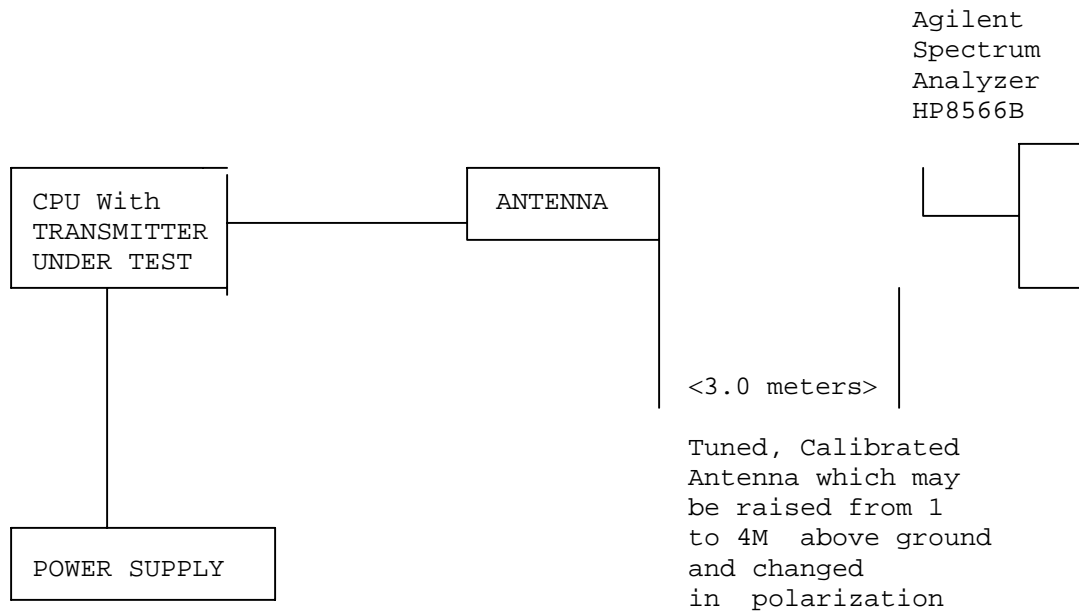 Agilent
Spectrum
Analyzer
HP8566B
CPU With
TRANSMITTER
UNDER TEST
ANTENNA
<3.0 meters>
Tuned, Calibrated
Antenna which may
be raised from 1
to 4M above ground
and changed
in polarization
POWER SUPPLY